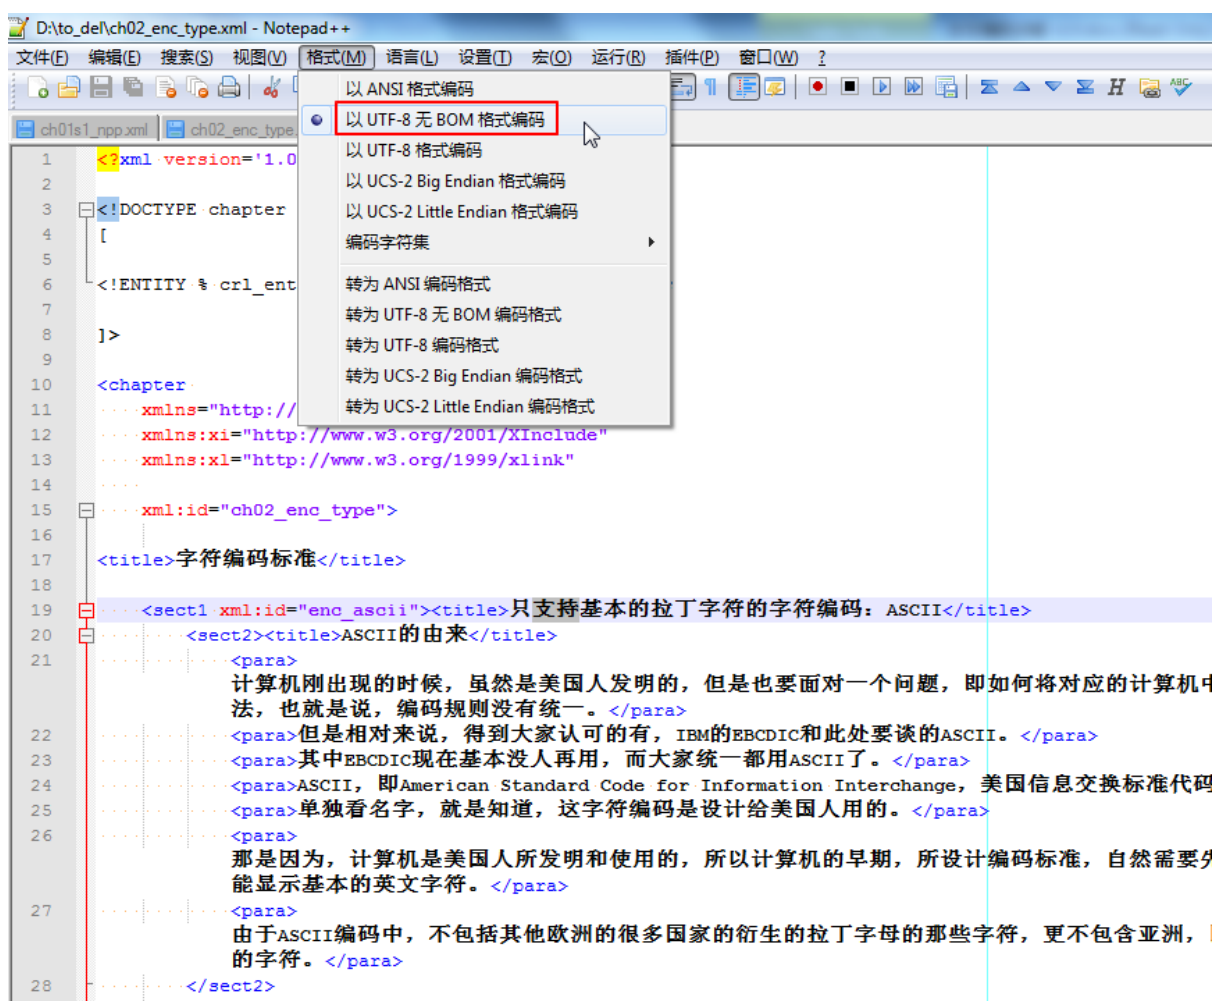 D:\to_del\ch02_enc_type.xml - Notepad++
文件(F) 编辑(E) 搜索(S) 视图(V) 格式(M) 语言(L) 设置(T) 宏(O) 运行(R) 插件(P) 窗口(W) ?
ch01s1_npp.xml ch02_enc_type.
以 ANSI 格式编码
以 UTF-8 无 BOM 格式编码
以 UTF-8 格式编码
以 UCS-2 Big Endian 格式编码
以 UCS-2 Little Endian 格式编码
编码字符集
转为 ANSI 编码格式
转为 UTF-8 无 BOM 编码格式
转为 UTF-8 编码格式
转为 UCS-2 Big Endian 编码格式
转为 UCS-2 Little Endian 编码格式
1 <?xml version='1.0
2
3 <!DOCTYPE chapter
4 [
5
6 <!ENTITY % crl_ent
7
8 ]>
9
10 <chapter
11 xmlns="http://
12 xmlns:xi="http://www.w3.org/2001/XInclude"
13 xmlns:xl="http://www.w3.org/1999/xlink"
14
15 xml:id="ch02_enc_type">
16
17 <title>字符编码标准</title>
18
19 <sect1 xml:id="enc_ascii"><title>只支持基本的拉丁字符的字符编码：ASCII</title>
20 <sect2><title>ASCII的由来</title>
21 <para>
计算机刚出现的时候，虽然是美国人发明的，但是也要面对一个问题，即如何将对应的计算机中
法，也就是说，编码规则没有统一。</para>
22 <para>但是相对来说，得到大家认可的有，IBM的EBCDIC和此处要谈的ASCII。</para>
23 <para>其中EBCDIC现在基本没人再用，而大家统一都用ASCII了。</para>
24 <para>ASCII，即American Standard Code for Information Interchange，美国信息交换标准代码
25 <para>单独看名字，就是知道，这字符编码是设计给美国人用的。</para>
26 <para>
那是因为，计算机是美国人所发明和使用的，所以计算机的早期，所设计编码标准，自然需要先
能显示基本的英文字符。</para>
27 <para>
由于ASCII编码中，不包括其他欧洲的很多国家的衍生的拉丁字母的那些字符，更不包含亚洲，
的字符。</para>
28 </sect2>